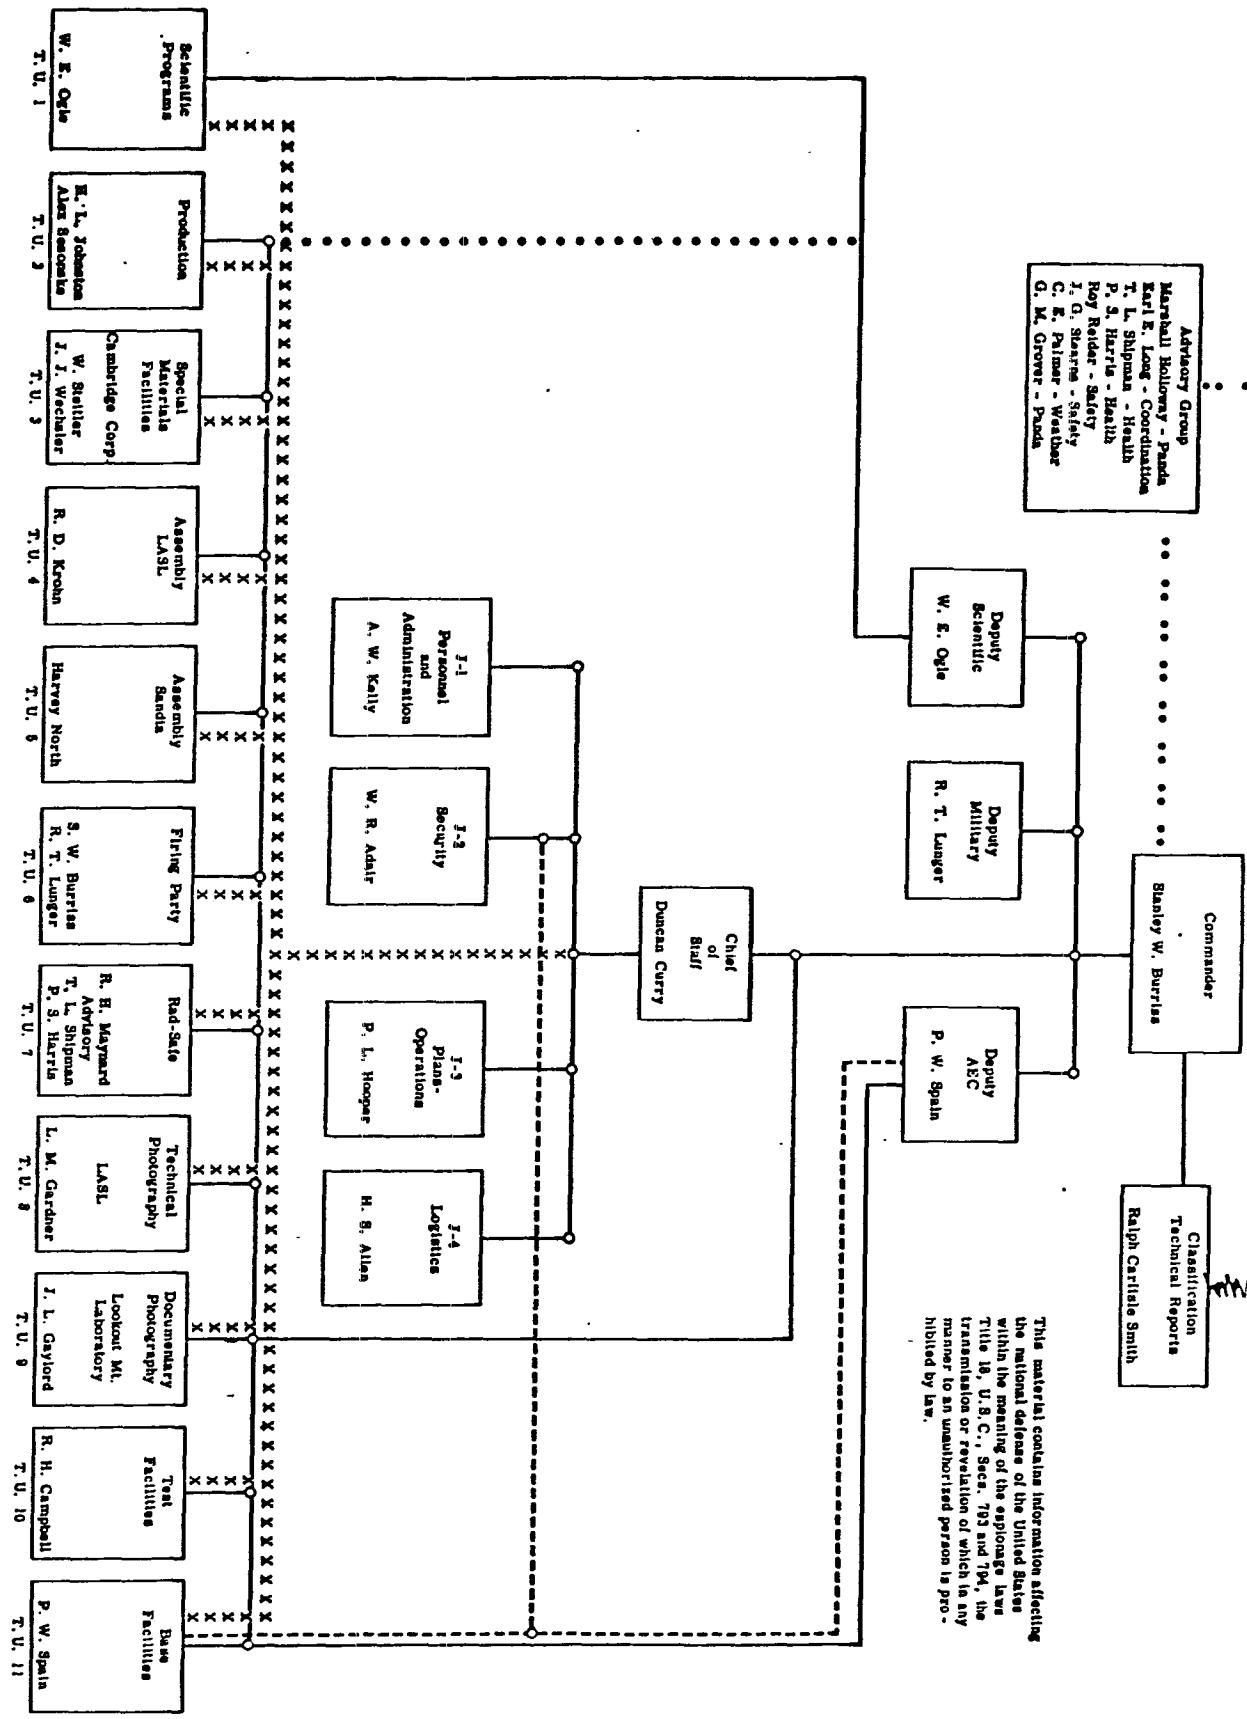 Commander
Stanley W. Burriss
Classification
Technical Reports
Ralph Carlisle Smith
Advisory Group
Marshall Holloway - Panda
Earl E. Long - Coordination
T. L. Shipman - Health
P. S. Harris - Health
Roy Reider - Safety
J. G. Stearns - Safety
C. E. Palmer - Weather
G. M. Grover - Panda
This material contains information affecting
the national defense of the United States
within the meaning of the espionage laws
Title 18, U.S.C., Secs. 793 and 794, the
transmission or revelation of which in any
manner to an unauthorized person is pro-
hibited by law.
Deputy
Scientific
W. E. Ogle
Deputy
Military
R. T. Lunger
Deputy
AEC
P. W. Spain
Chief
of
Staff
Duncan Curry
J-1
Personnel
and
Administration
A. W. Kelly
J-2
Security
W. R. Adair
J-3
Plans-
Operations
P. L. Hooper
J-4
Logistics
H. S. Allen
Scientific
Programs
W. E. Ogle
T. U. 1
Production
H. L. Johnston
Alex Sesonske
T. U. 2
Special
Materials
Facilities
Cambridge Corp.
W. Steitler
J. J. Wechsler
T. U. 3
Assembly
LASL
R. D. Krohn
T. U. 4
Assembly
Sandia
Harvey North
T. U. 5
Firing Party
S. W. Burriss
R. T. Lunger
T. U. 6
Rad-Safe
R. H. Maynard
Advisory
T. L. Shipman
P. S. Harris
T. U. 7
Technical
Photography
LASL
L. M. Gardner
T. U. 8
Documentary
Photography
Lookout Mt.
Laboratory
J. L. Gaylord
T. U. 9
Test
Facilities
R. H. Campbell
T. U. 10
Base
Facilities
P. W. Spain
T. U. 11